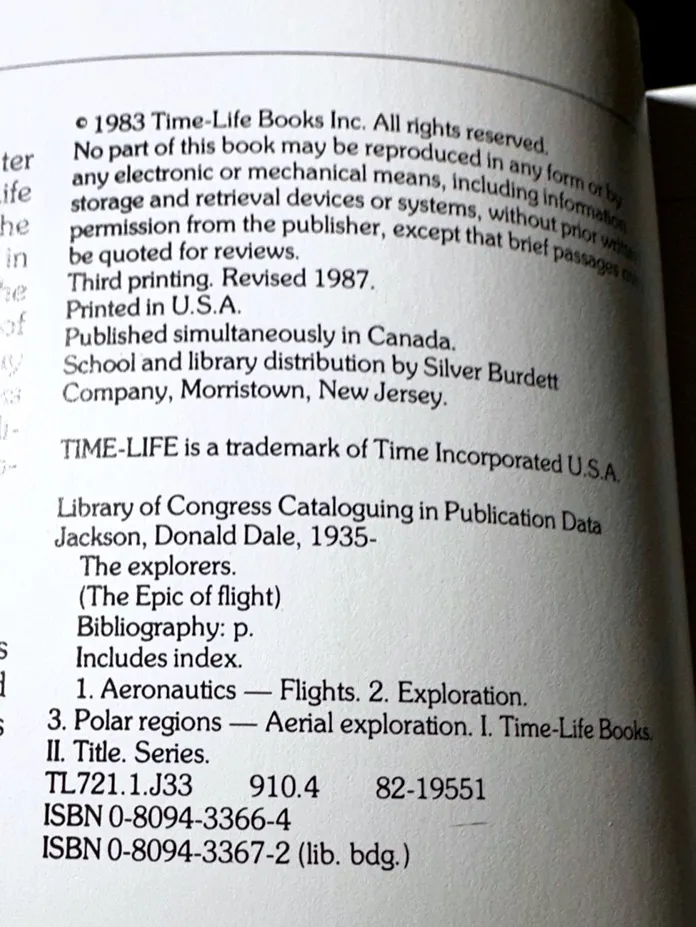 © 1983 Time-Life Books Inc. All rights reserved.
No part of this book may be reproduced in any form or by
any electronic or mechanical means, including information
storage and retrieval devices or systems, without prior written
permission from the publisher, except that brief passages
be quoted for reviews.
Third printing. Revised 1987.
Printed in U.S.A.
Published simultaneously in Canada.
School and library distribution by Silver Burdett
Company, Morristown, New Jersey.
TIME-LIFE is a trademark of Time Incorporated U.S.A.
Library of Congress Cataloguing in Publication Data
Jackson, Donald Dale, 1935-
The explorers.
(The Epic of flight)
Bibliography: p.
Includes index.
1. Aeronautics — Flights. 2. Exploration.
3. Polar regions — Aerial exploration. I. Time-Life Books.
II. Title. Series.
TL721.1.J33 910.4 82-19551
ISBN 0-8094-3366-4
ISBN 0-8094-3367-2 (lib. bdg.)